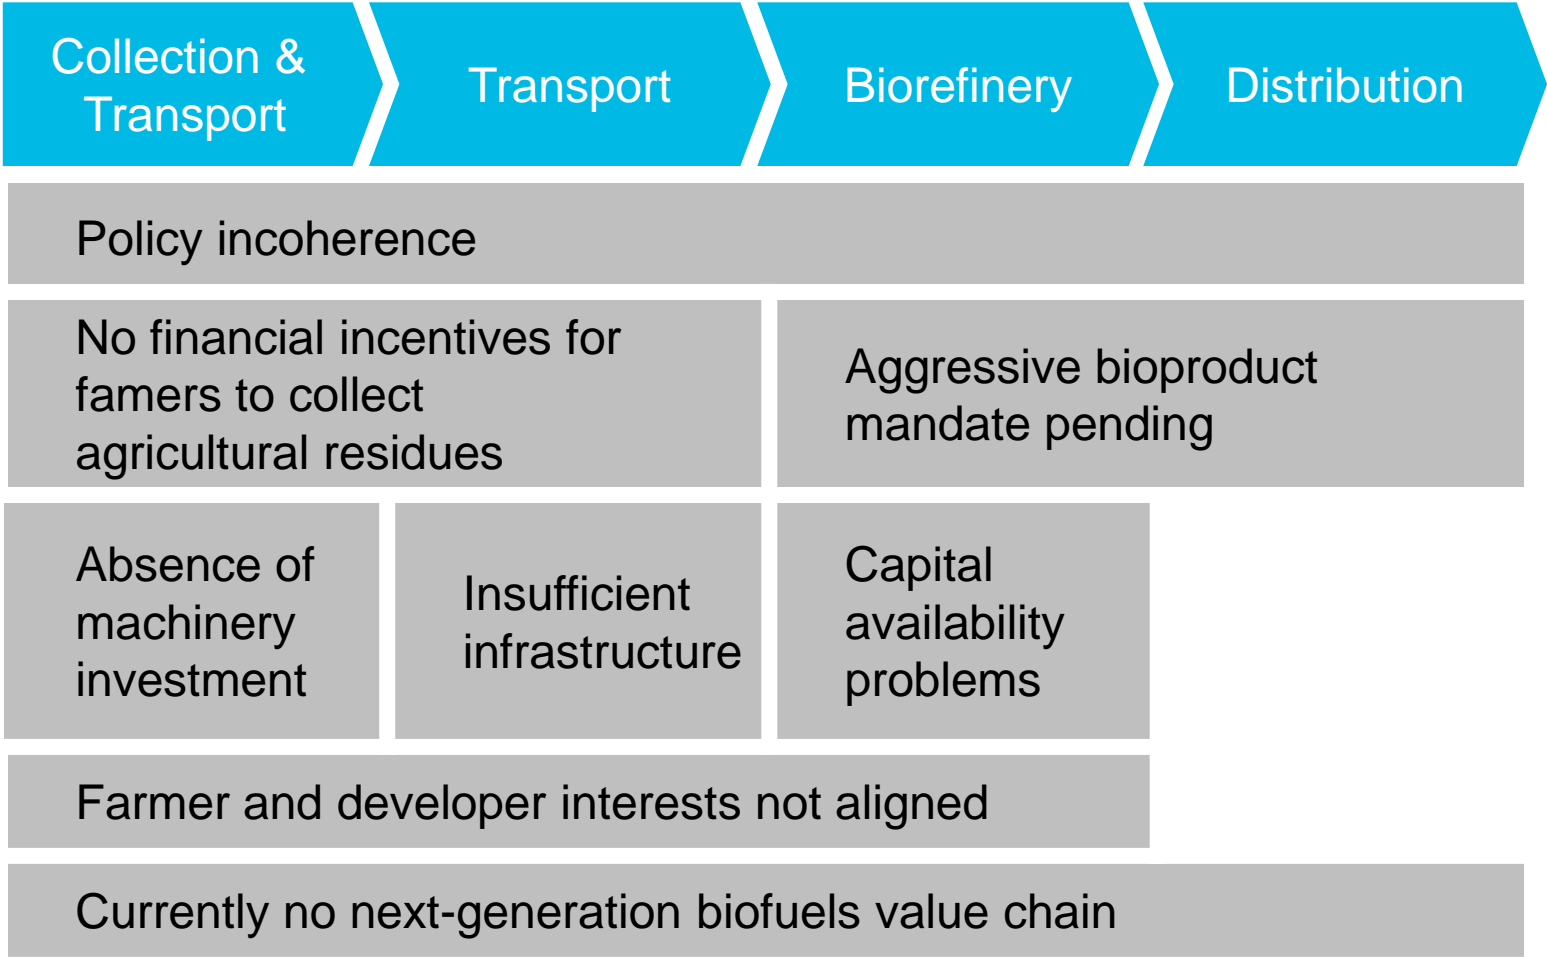 Collection &
Transport
Transport
Biorefinery
Distribution
Policy incoherence
No financial incentives for
famers to collect
agricultural residues
Aggressive bioproduct
mandate pending
Absence of
machinery
investment
Insufficient
infrastructure
Capital
availability
problems
Farmer and developer interests not aligned
Currently no next-generation biofuels value chain